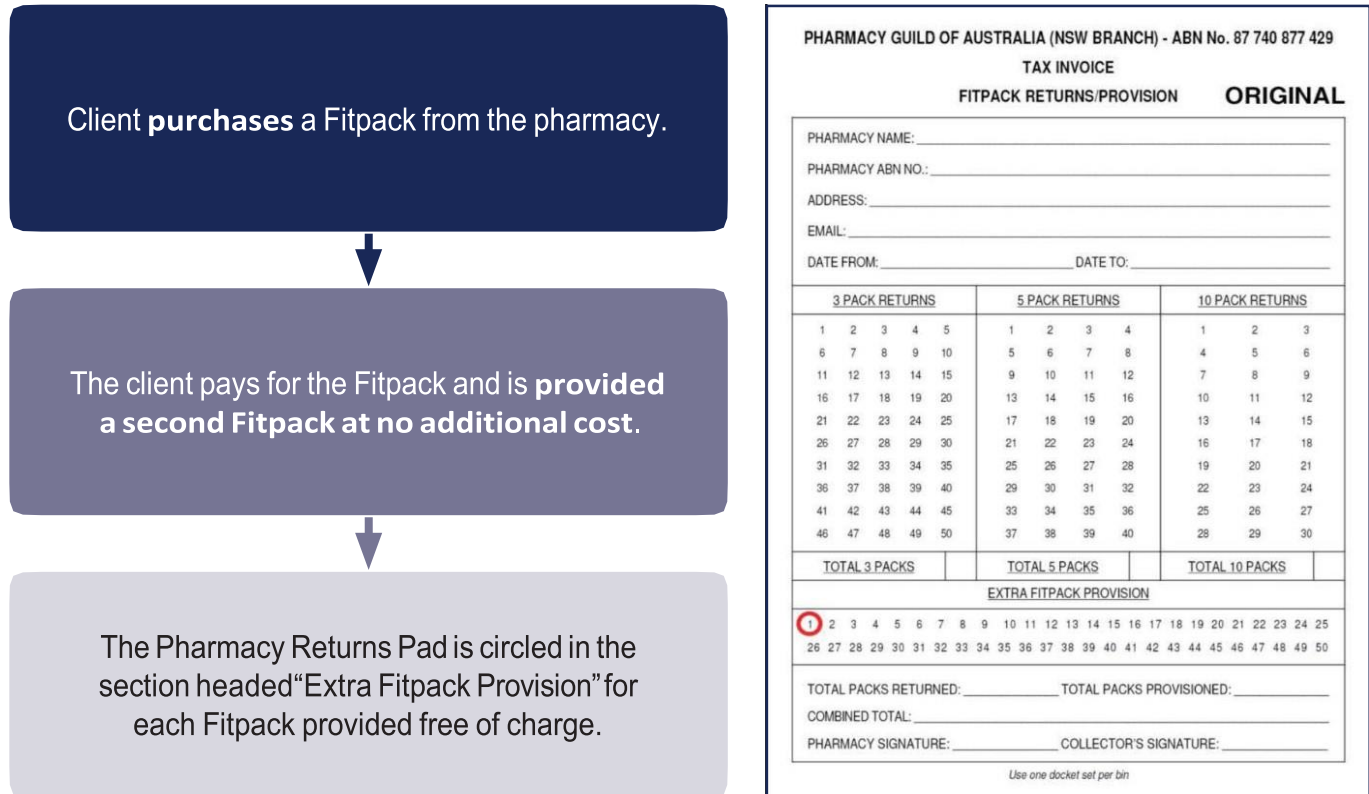 Client purchases a Fitpack from the pharmacy.
The client pays for the Fitpack and is provided
a second Fitpack at no additional cost.
The Pharmacy Returns Pad is circled in the
section headed“Extra Fitpack Provision”for
each Fitpack provided free of charge.
PHARMACY GUILD OF AUSTRALIA (NSW BRANCH) - ABN No. 87 740 877 429
TAX INVOICE
FITPACK RETURNS/PROVISION ORIGINAL
PHARMACY NAME:
PHARMACY ABN NO.:
ADDRESS:
EMAIL:
DATE FROM: DATE TO:
3 PACK RETURNS 5 PACK RETURNS 10 PACK RETURNS
1 2 3 4 5 1 2 3 4 1 2 3
6 7 8 9 10 5 6 7 8 4 5 6
11 12 13 14 15 9 10 11 12 7 8 9
16 17 18 19 20 13 14 15 16 10 11 12
21 22 23 24 25 17 18 19 20 13 14 15
26 27 28 29 30 21 22 23 24 16 17 18
31 32 33 34 35 25 26 27 28 19 20 21
36 37 38 39 40 29 30 31 32 22 23 24
41 42 43 44 45 33 34 35 36 25 26 27
46 47 48 49 50 37 38 39 40 28 29 30
TOTAL 3 PACKS TOTAL 5 PACKS TOTAL 10 PACKS
EXTRA FITPACK PROVISION
1 2 3 4 5 6 7 8 9 10 11 12 13 14 15 16 17 18 19 20 21 22 23 24 25
26 27 28 29 30 31 32 33 34 35 36 37 38 39 40 41 42 43 44 45 46 47 48 49 50
TOTAL PACKS RETURNED: TOTAL PACKS PROVISIONED:
COMBINED TOTAL:
PHARMACY SIGNATURE: COLLECTOR'S SIGNATURE:
Use one docket set per bin